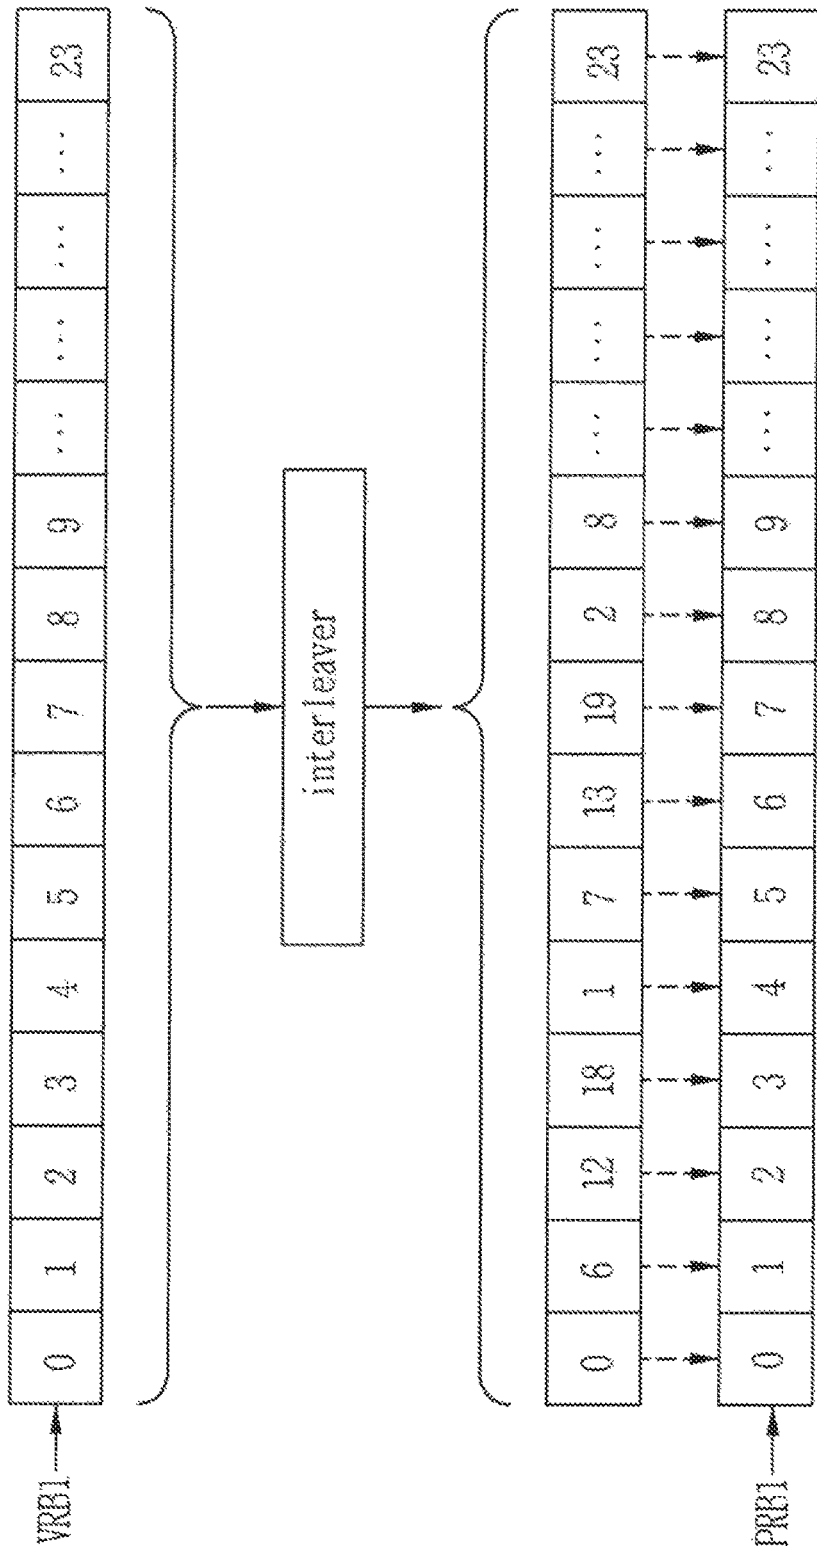 VRB1 0 1 2 3 4 5 6 7 8 9 ... ... ... ... 23
interleaver
0 6 12 18 1 7 13 19 2 8 ... ... ... ... 23
PRB1 0 1 2 3 4 5 6 7 8 9 ... ... ... ... 23